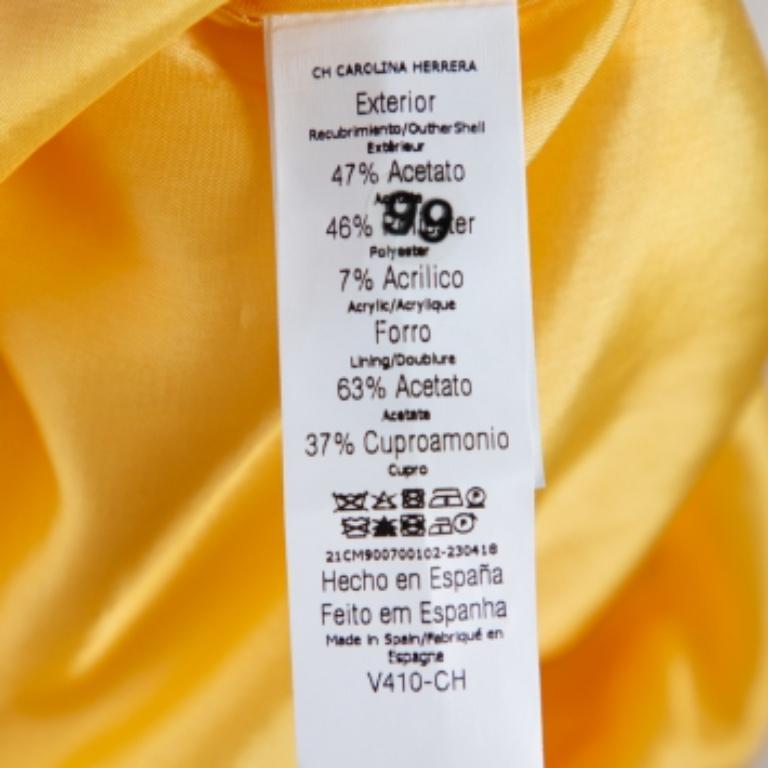 CH CAROLINA HERRERA
Exterior
Recubrimiento/OutherShell
Extérieur
47% Acetato
99
46%
Polyester
7% Acrilico
Acrylic/Acrylique
Forro
Lining/Doublure
63% Acetato
Acetate
37% Cuproamonio
Cupro
21CM900700102-230418
Hecho en España
Feito em Espanha
Made in Spain/Fabriqué en
Espagne
V410-CH